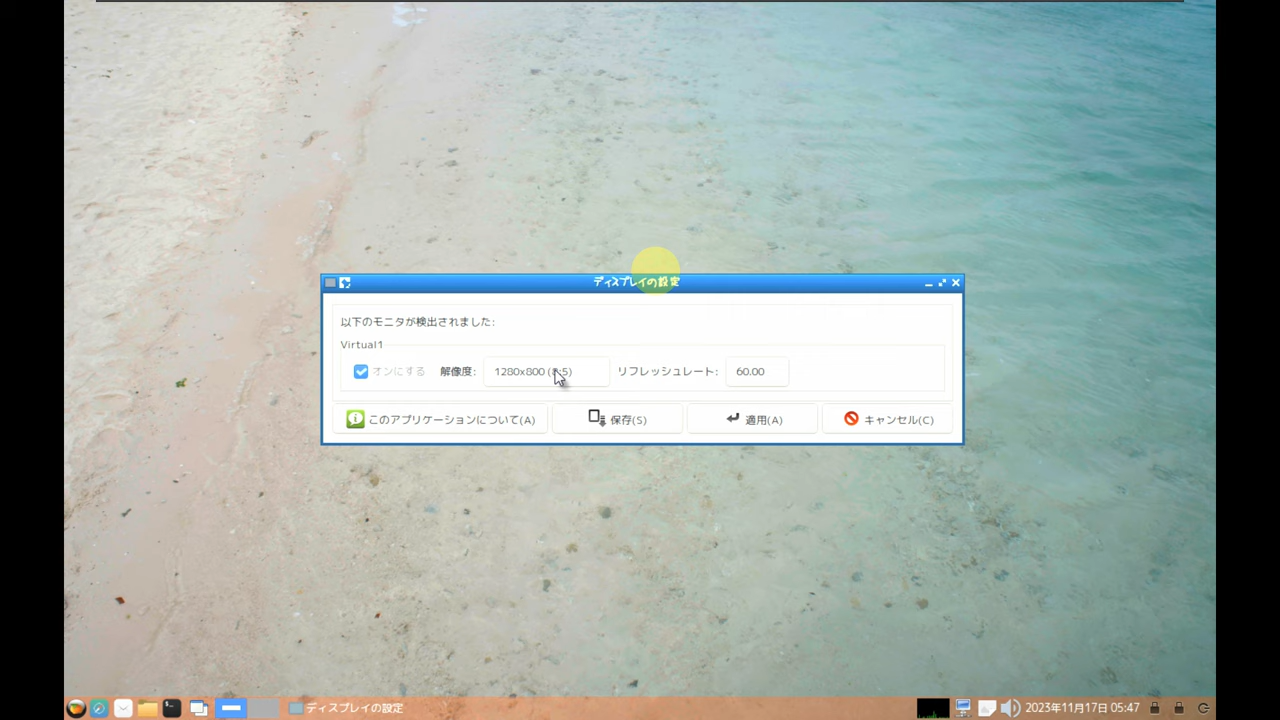 ディスプレイの設定
以下のモニタが検出されました:
Virtual1
オンにする 解像度: 1280x800 (8:5) リフレッシュレート: 60.00
このアプリケーションについて(A) 保存(S) 適用(A) キャンセル(C)
ディスプレイの設定 2023年11月17日 05:47